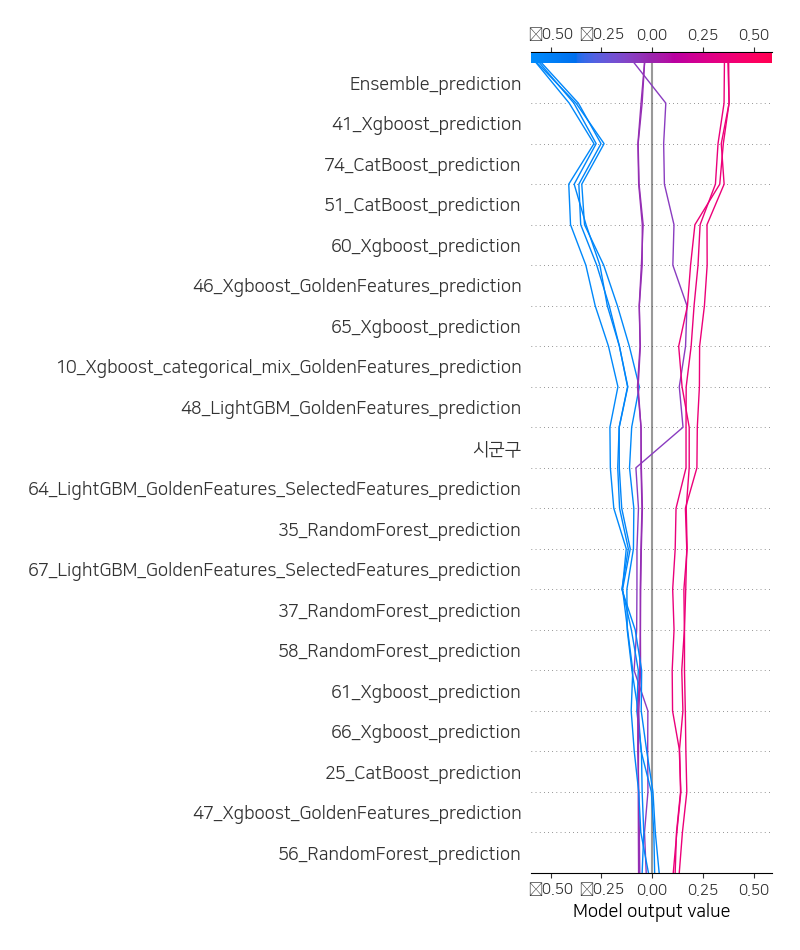 0.50 0.25 0.00 0.25 0.50
Ensemble_prediction
41_Xgboost_prediction
74_CatBoost_prediction
51_CatBoost_prediction
60_Xgboost_prediction
46_Xgboost_GoldenFeatures_prediction
65_Xgboost_prediction
10_Xgboost_categorical_mix_GoldenFeatures_prediction
48_LightGBM_GoldenFeatures_prediction
시군구
64_LightGBM_GoldenFeatures_SelectedFeatures_prediction
35_RandomForest_prediction
67_LightGBM_GoldenFeatures_SelectedFeatures_prediction
37_RandomForest_prediction
58_RandomForest_prediction
61_Xgboost_prediction
66_Xgboost_prediction
25_CatBoost_prediction
47_Xgboost_GoldenFeatures_prediction
56_RandomForest_prediction
0.50 0.25 0.00 0.25 0.50
Model output value